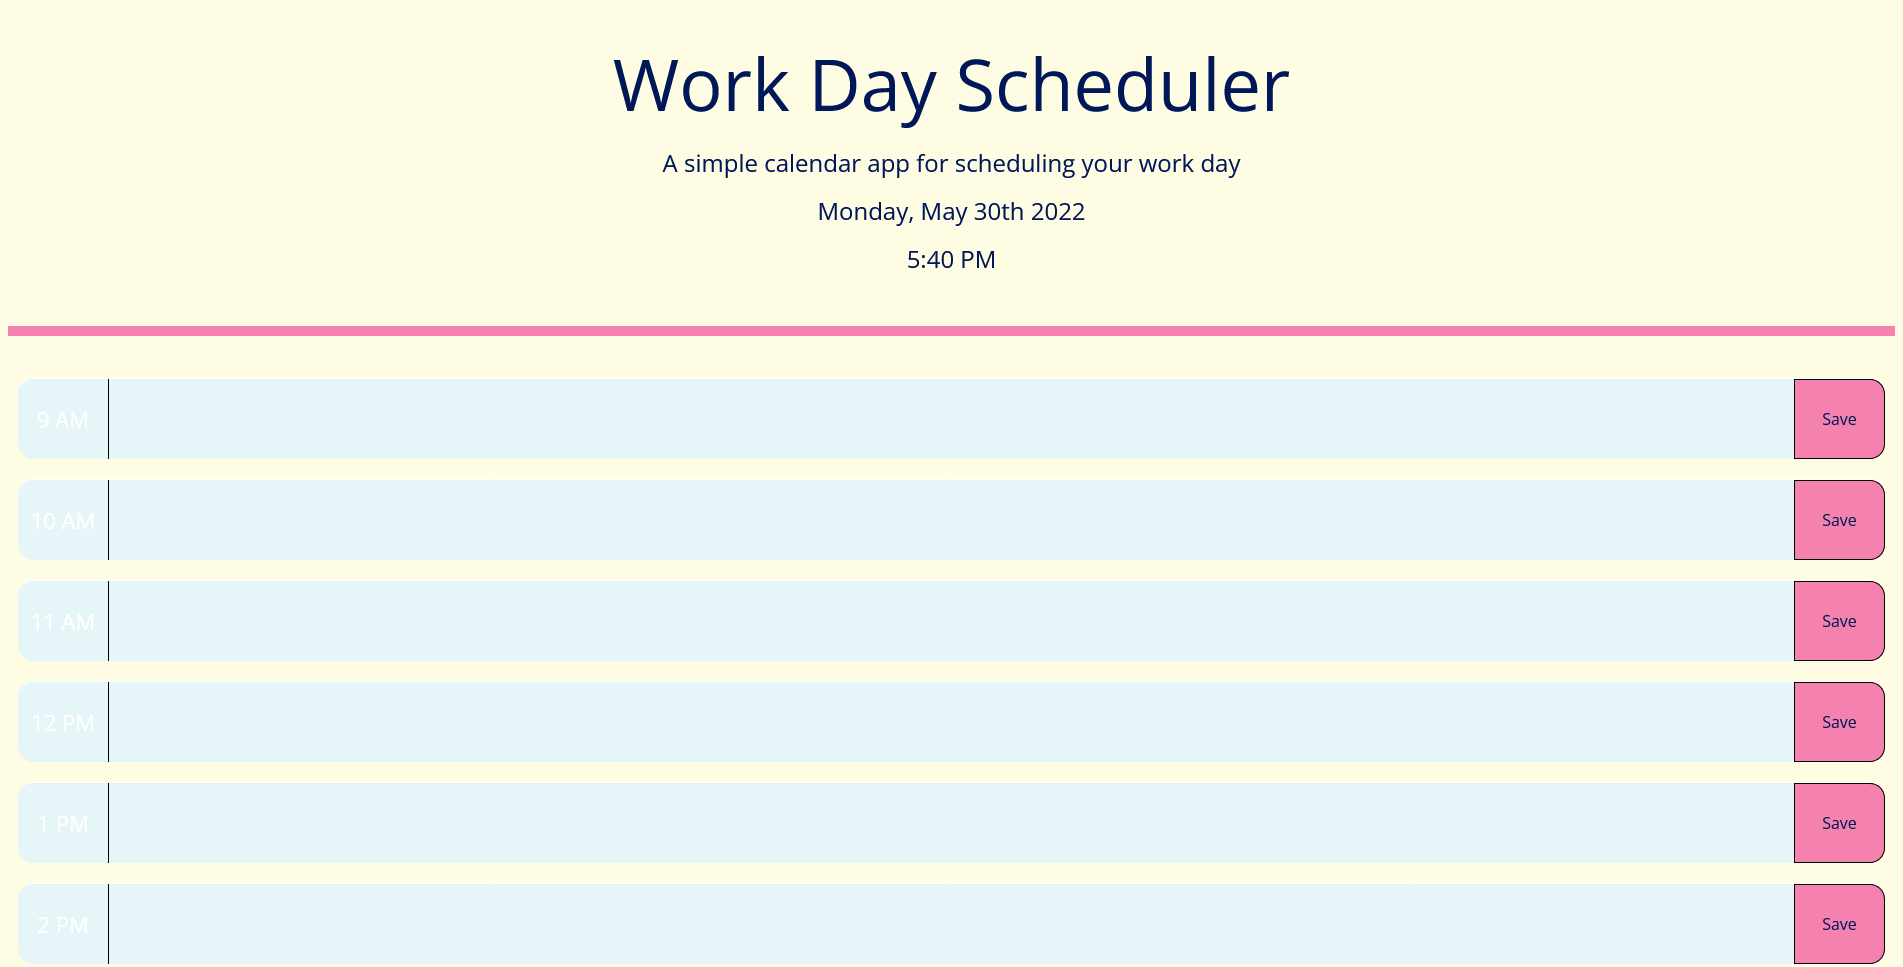 Work Day Scheduler
A simple calendar app for scheduling your work day
Monday, May 30th 2022
5:40 PM
9 AM Save
10 AM Save
11 AM Save
12 PM Save
1 PM Save
2 PM Save